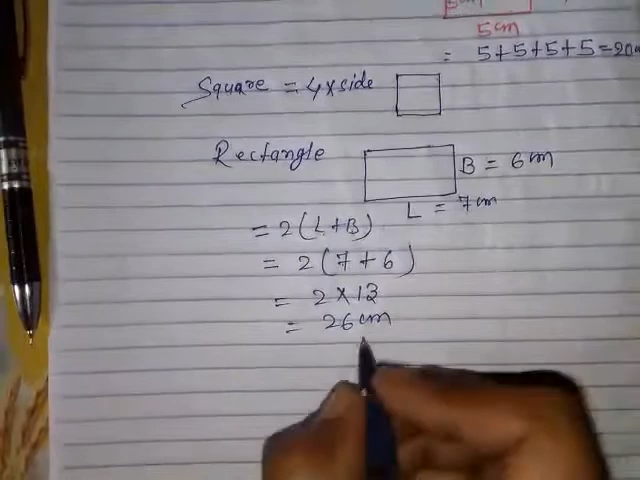 5cm
5cm
= 5+5+5+5=20
Square = 4×side
Rectangle
B = 6cm
L = 7cm
= 2(L+B)
= 2(7+6)
= 2×13
= 26cm